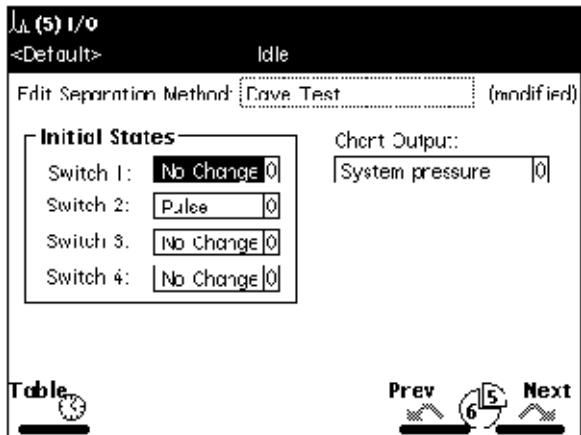 (5) I/O
<Default> Idle
Edit Separation Method: Dave Test (modified)
Initial States
Chart Output:
Switch 1: No Change 0
System pressure 0
Switch 2: Pulse 0
Switch 3: No Change 0
Switch 4: No Change 0
Table Prev 6 5 Next